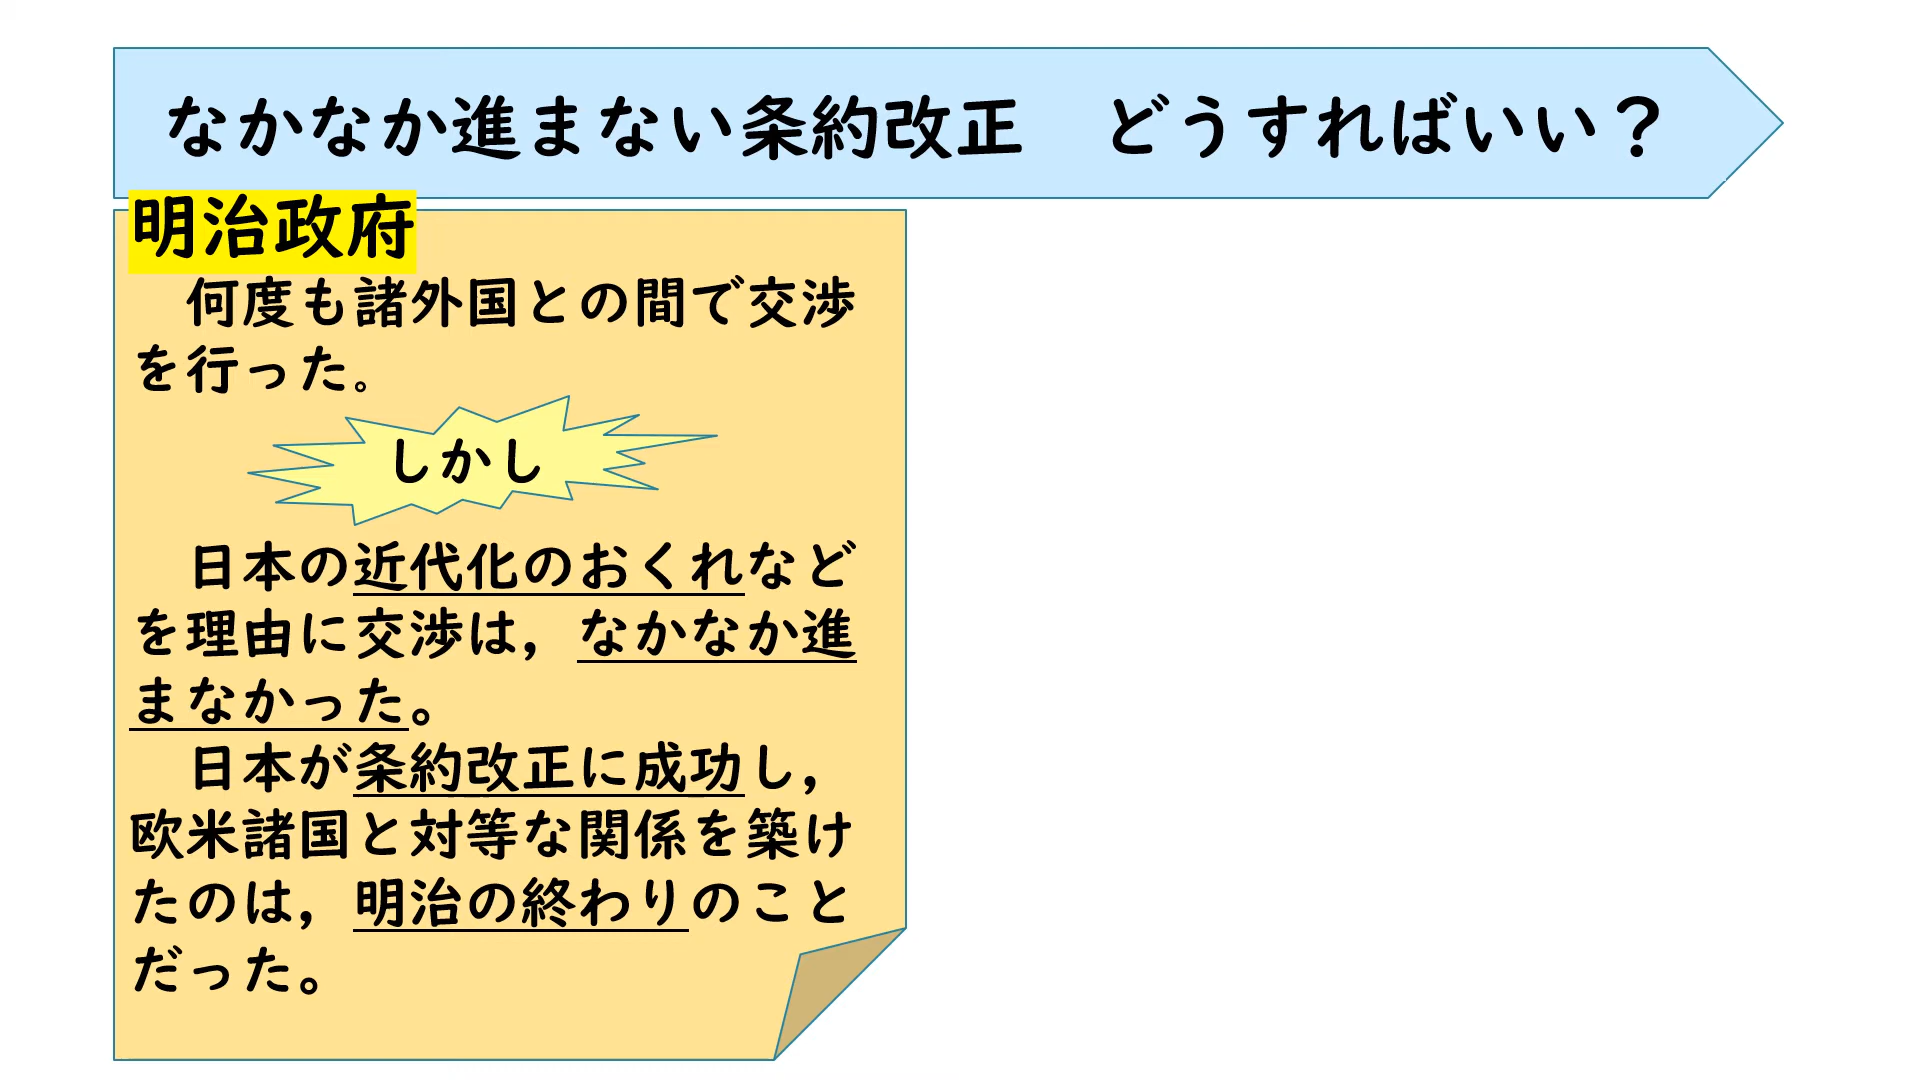 なかなか進まない条約改正　どうすればいい？
明治政府
　何度も諸外国との間で交渉
を行った。
しかし
　日本の近代化のおくれなど
を理由に交渉は，なかなか進
まなかった。
　日本が条約改正に成功し，
欧米諸国と対等な関係を築け
たのは，明治の終わりのこと
だった。